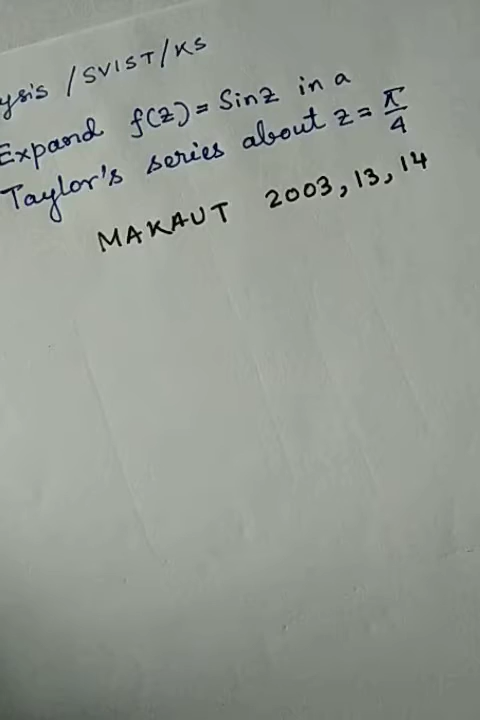 ysis / SVIST / KS
Expand f(z) = Sinz in a
Taylor's series about z = π/4
MAKAUT 2003, 13, 14